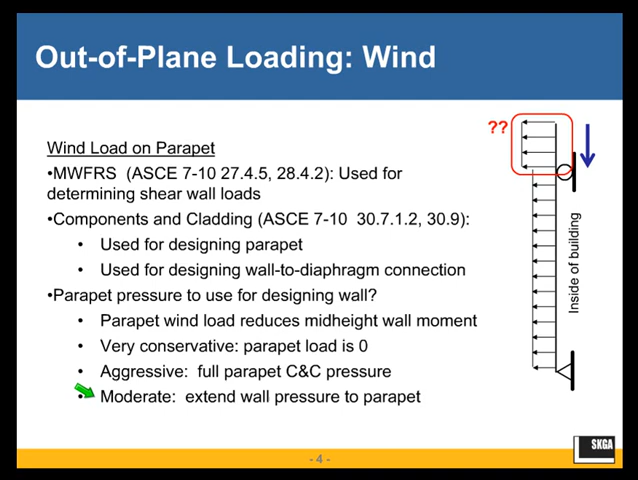 Out-of-Plane Loading: Wind
Wind Load on Parapet
•MWFRS (ASCE 7-10 27.4.5, 28.4.2): Used for
determining shear wall loads
•Components and Cladding (ASCE 7-10 30.7.1.2, 30.9):
• Used for designing parapet
• Used for designing wall-to-diaphragm connection
•Parapet pressure to use for designing wall?
• Parapet wind load reduces midheight wall moment
• Very conservative: parapet load is 0
• Aggressive: full parapet C&C pressure
• Moderate: extend wall pressure to parapet
??
Inside of building
- 4 -
SKGA